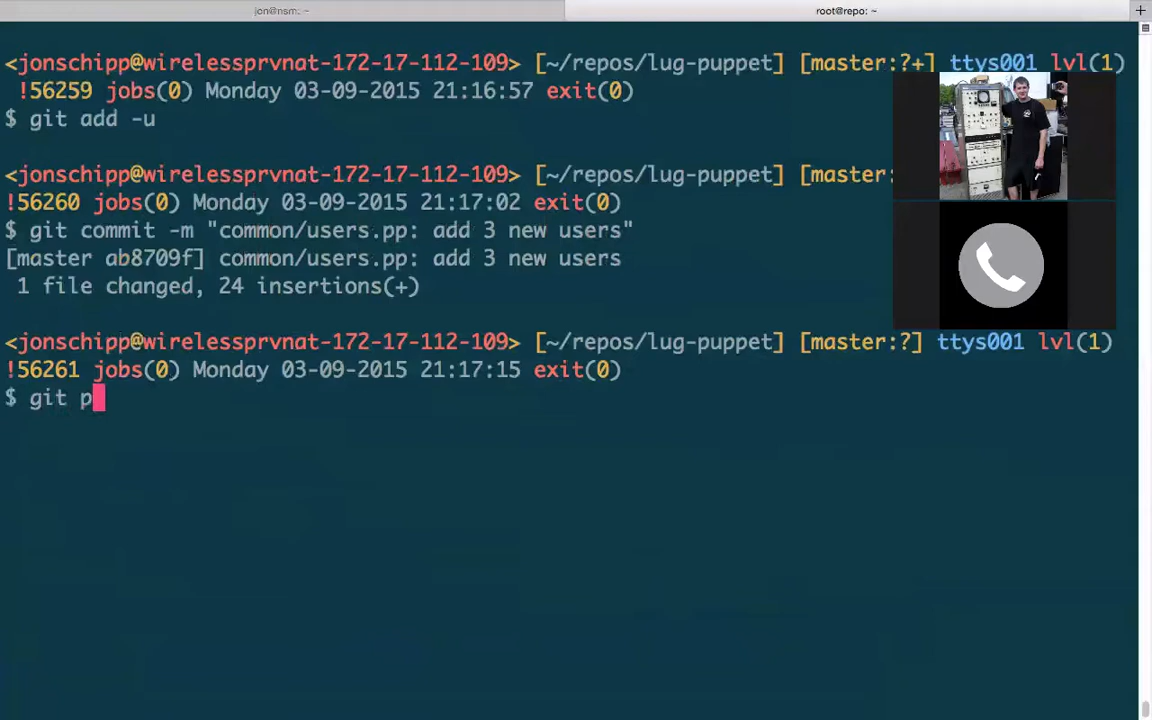 jon@nsm: ~
root@repo: ~
<jonschipp@wirelessprvnat-172-17-112-109> [~/repos/lug-puppet] [master:?+] ttys001 lvl(1)
!56259 jobs(0) Monday 03-09-2015 21:16:57 exit(0)
$ git add -u
<jonschipp@wirelessprvnat-172-17-112-109> [~/repos/lug-puppet] [master:
!56260 jobs(0) Monday 03-09-2015 21:17:02 exit(0)
$ git commit -m "common/users.pp: add 3 new users"
[master ab8709f] common/users.pp: add 3 new users
1 file changed, 24 insertions(+)
<jonschipp@wirelessprvnat-172-17-112-109> [~/repos/lug-puppet] [master:?] ttys001 lvl(1)
!56261 jobs(0) Monday 03-09-2015 21:17:15 exit(0)
$ git p